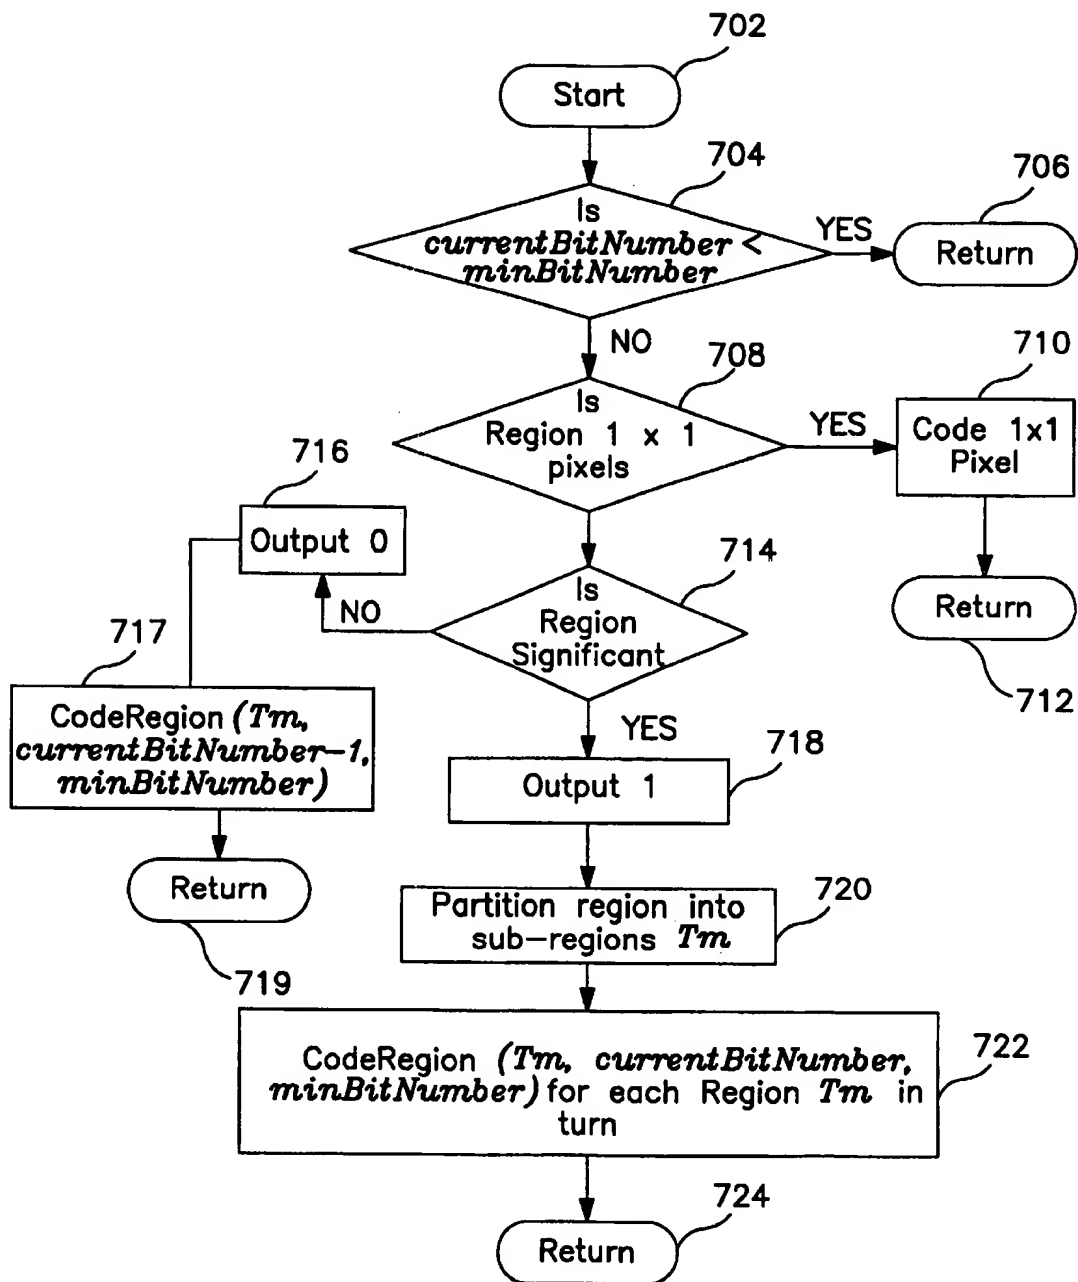 702
Start
704
706
Is
currentBitNumber <
minBitNumber
YES
Return
NO
708
710
Is
Region 1 x 1
pixels
YES
Code 1x1
Pixel
716
Output 0
714
Is
Region
Significant
NO
Return
712
717
CodeRegion (Tm,
currentBitNumber-1,
minBitNumber)
YES
718
Output 1
Return
719
720
Partition region into
sub-regions Tm
722
CodeRegion (Tm, currentBitNumber,
minBitNumber) for each Region Tm in
turn
724
Return